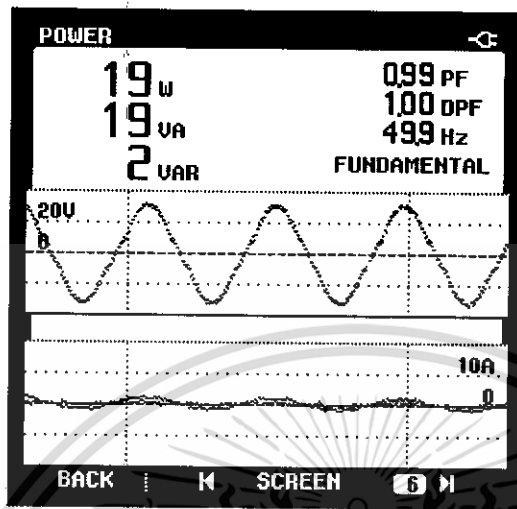 POWER
19 W 0.99 PF
19 VA 1.00 DPF
2 VAR 49.9 Hz
FUNDAMENTAL
20V
0
10A
0
BACK SCREEN 6